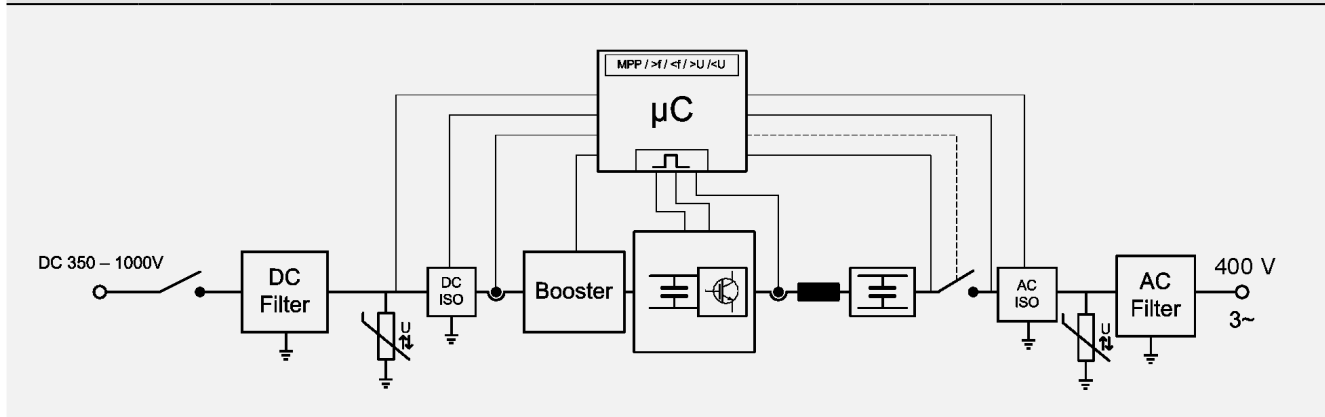 MPP / >f / <f / >U / <U
µC
DC 350 – 1000V
DC
Filter
U
DC
ISO
Booster
AC
ISO
U
AC
Filter
400 V
3~